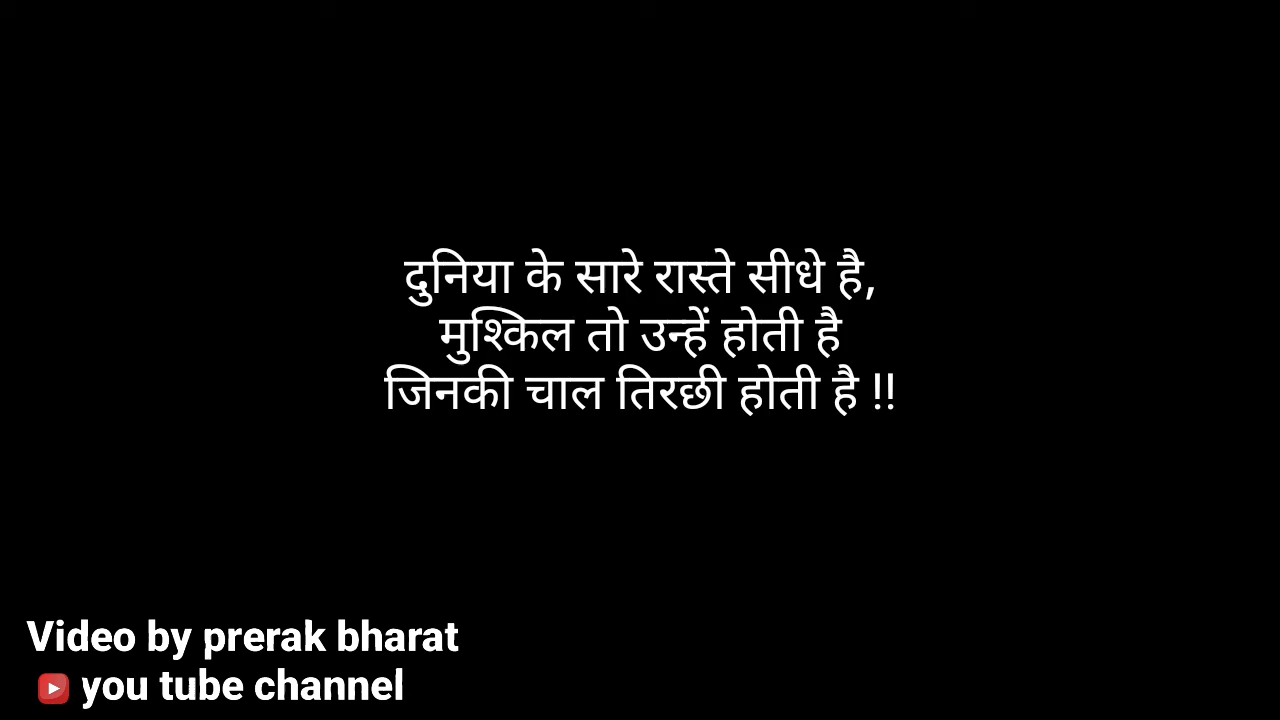 दुनिया के सारे रास्ते सीधे है,
मुश्किल तो उन्हें होती है
जिनकी चाल तिरछी होती है !!
Video by prerak bharat
you tube channel